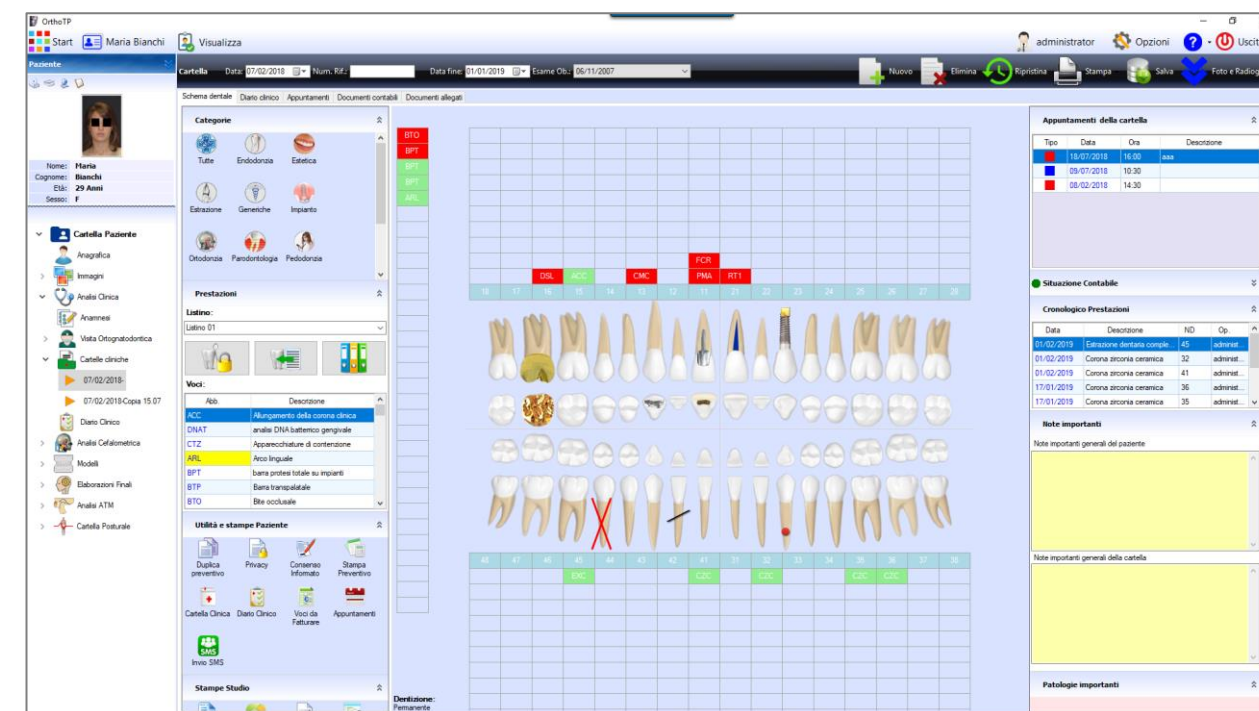 OrthoTP
Start Maria Bianchi Visualizza administrator Opzioni Uscit
Paziente
Cartella Data: 07/02/2018 Num. Rif.: Data fine: 01/01/2019 Esame Ob.: 06/11/2007 Nuovo Elimina Ripristina Stampa Salva Foto e Radiog
Schema dentale Diario clinico Appuntamenti Documenti contabili Documenti allegati
Nome: Maria
Cognome: Bianchi
Età: 29 Anni
Sesso: F
Cartella Paziente
Anagrafica
Immagini
Analisi Clinica
Anamnesi
Visita Ortognatodontica
Cartelle cliniche
07/02/2018-
07/02/2018-Copia 15.07
Diario Clinico
Analisi Cefalometrica
Modelli
Elaborazioni Finali
Analisi ATM
Cartella Posturale
Categorie
Tutte Endodonzia Estetica
Estrazione Generiche Impianto
Ortodonzia Parodontologia Pedodonzia
Prestazioni
Listino:
Listino 01
Voci:
Abb. Descrizione
ACC Allungamento della corona clinica
DNAT analisi DNA batterico gengivale
CTZ Apparecchiature di contenzione
ARL Arco linguale
BPT barra protesi totale su impianti
BTP Barra transpalatale
BTO Bite occlusale
Utilità e stampe Paziente
Duplica preventivo Privacy Consenso Informato Stampa Preventivo
Cartella Clinica Diario Clinico Voci da Fatturare Appuntamenti
SMS
Invio SMS
Stampe Studio
BTO
BPT
BPT
BPT
ARL
FCR
DSL ACC CMC PMA RT1
18 17 16 15 14 13 12 11 21 22 23 24 25 26 27 28
48 47 46 45 44 43 42 41 31 32 33 34 35 36 37 38
EXC CZC CZC CZC CZC
Dentizione:
Permanente
Appuntamenti della cartella
Tipo Data Ora Descrizione
18/07/2018 16:00 aaa
09/07/2018 10:30
08/02/2018 14:30
Situazione Contabile
Cronologico Prestazioni
Data Descrizione ND Op.
01/02/2019 Estrazione dentaria comple... 45 administ...
01/02/2019 Corona zirconia ceramica 32 administ...
01/02/2019 Corona zirconia ceramica 41 administ...
17/01/2019 Corona zirconia ceramica 36 administ...
17/01/2019 Corona zirconia ceramica 35 administ...
Note importanti
Note importanti generali del paziente
Note importanti generali della cartella
Patologie importanti